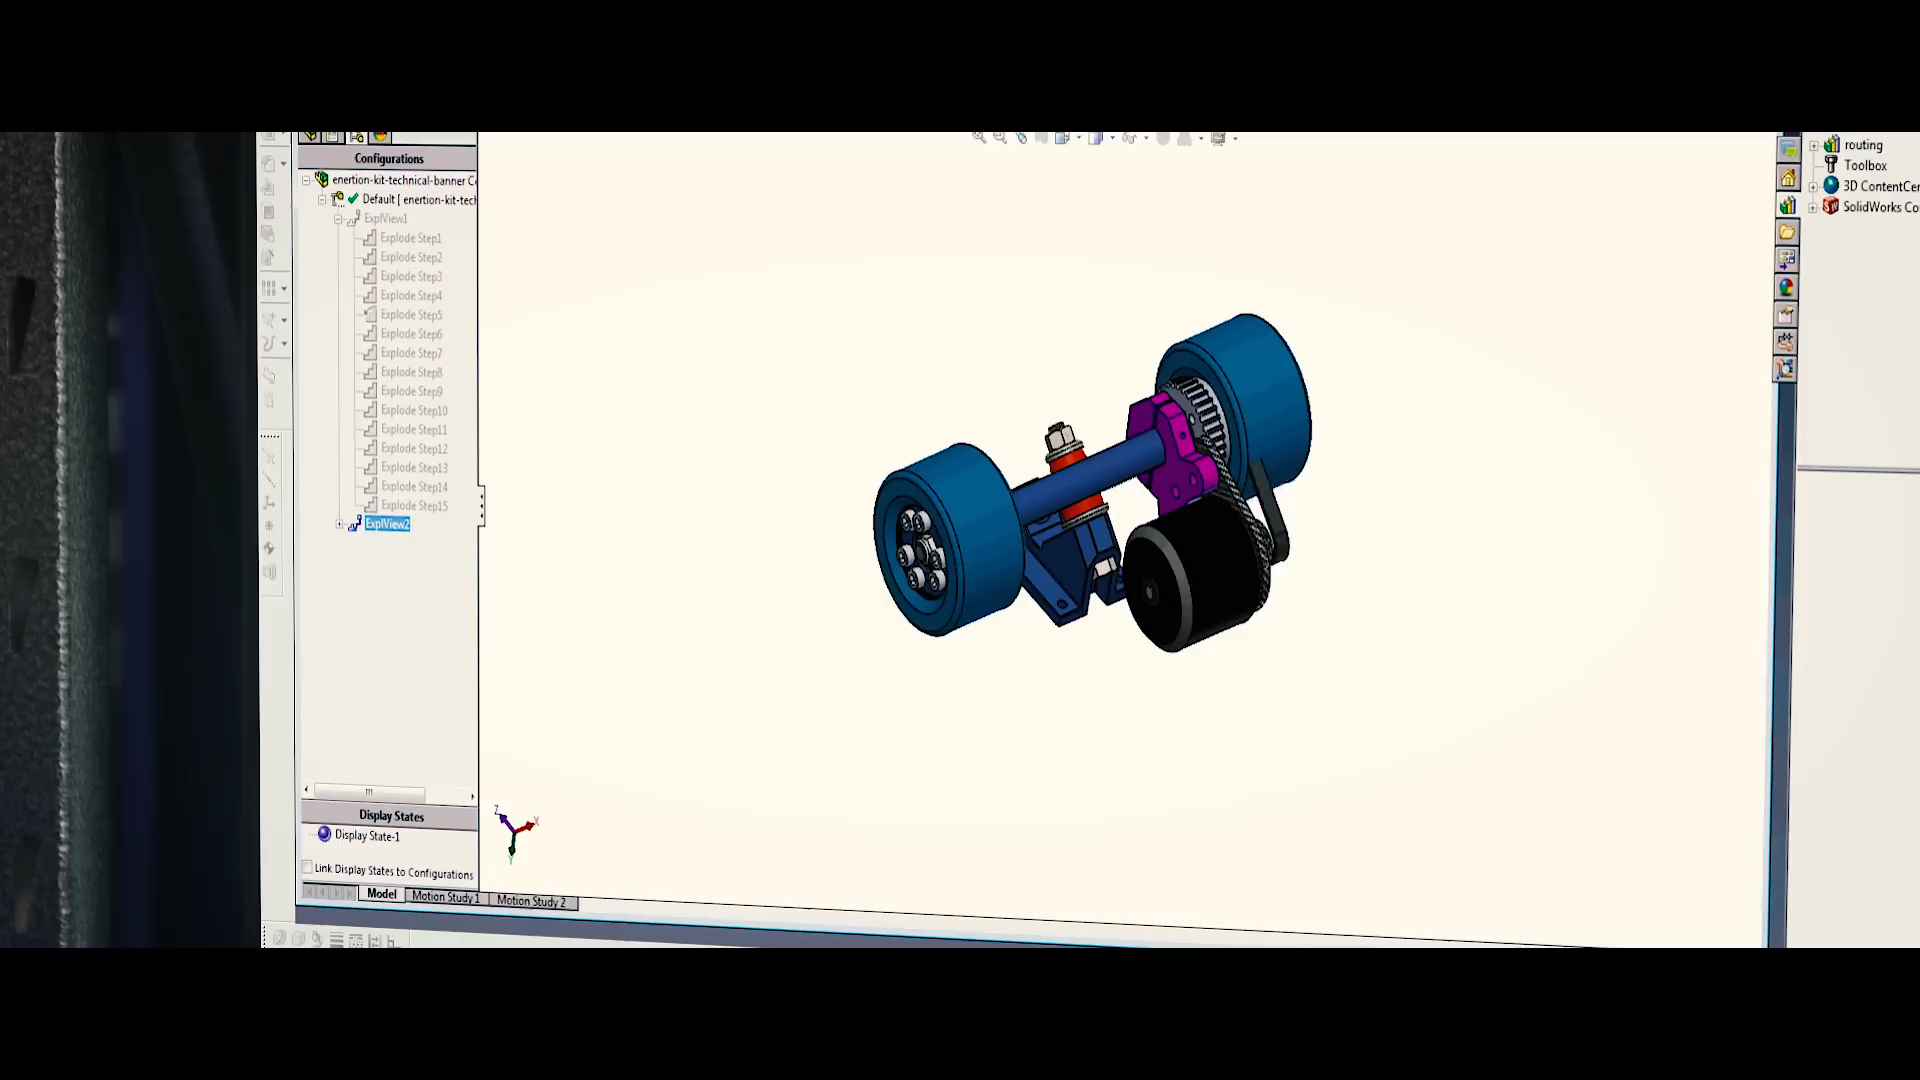 Configurations
enertion-kit-technical-banner
Default [ enertion-kit-tech
ExplView1
Explode Step1
Explode Step2
Explode Step3
Explode Step4
Explode Step5
Explode Step6
Explode Step7
Explode Step8
Explode Step9
Explode Step10
Explode Step11
Explode Step12
Explode Step13
Explode Step14
Explode Step15
ExplView2
Display States
Display State-1
Link Display States to Configurations
Model
Motion Study 1
Motion Study 2
Z
X
Y
routing
Toolbox
3D ContentCen
SolidWorks Co